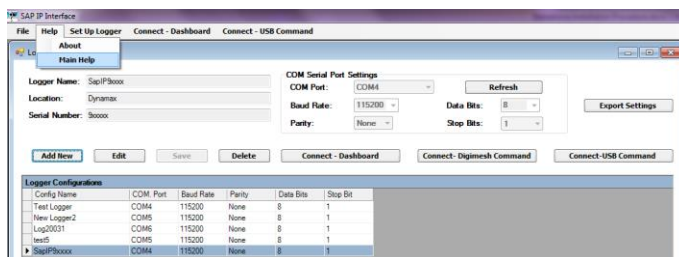 SAP IP Interface
File Help Set Up Logger Connect - Dashboard Connect - USB Command
About
Main Help
Lo
Logger Name: SapIP9xxxx
Location: Dynamax
Serial Number: 9xxxxx
COM Serial Port Settings
COM Port: COM4 Refresh
Baud Rate: 115200 Data Bits: 8
Parity: None Stop Bits: 1
Export Settings
Add New Edit Save Delete Connect - Dashboard Connect- Digimesh Command Connect-USB Command
Logger Configurations
Config Name COM. Port Baud Rate Parity Data Bits Stop Bit
Test Logger COM4 115200 None 8 1
New Logger2 COM5 115200 None 8 1
Log20031 COM6 115200 None 8 1
test5 COM5 115200 None 8 1
SapIP9xxxx COM4 115200 None 8 1